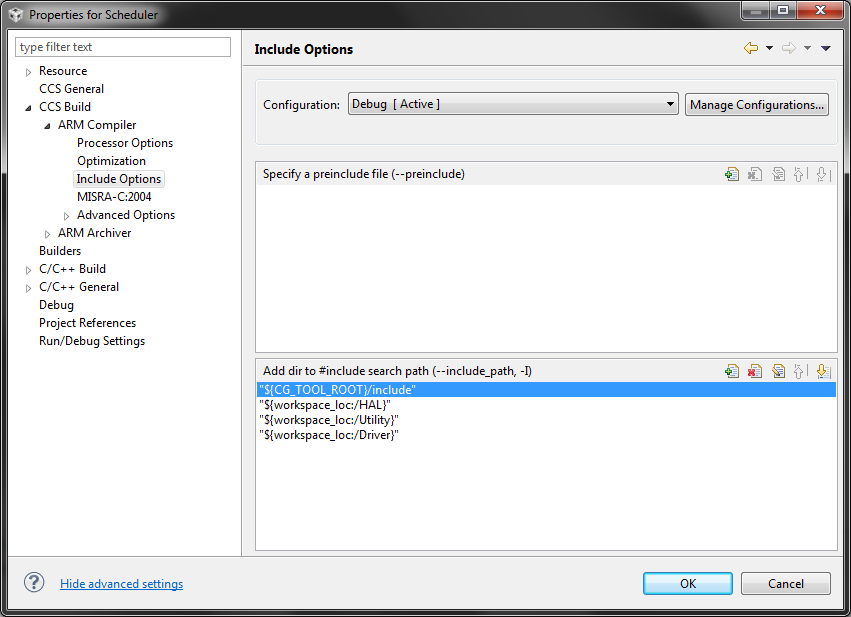 Properties for Scheduler
type filter text
Resource
CCS General
CCS Build
ARM Compiler
Processor Options
Optimization
Include Options
MISRA-C:2004
Advanced Options
ARM Archiver
Builders
C/C++ Build
C/C++ General
Debug
Project References
Run/Debug Settings
Include Options
Configuration: Debug [ Active ] Manage Configurations...
Specify a preinclude file (--preinclude)
Add dir to #include search path (--include_path, -I)
"${CG_TOOL_ROOT}/include"
"${workspace_loc:/HAL}"
"${workspace_loc:/Utility}"
"${workspace_loc:/Driver}"
? Hide advanced settings OK Cancel